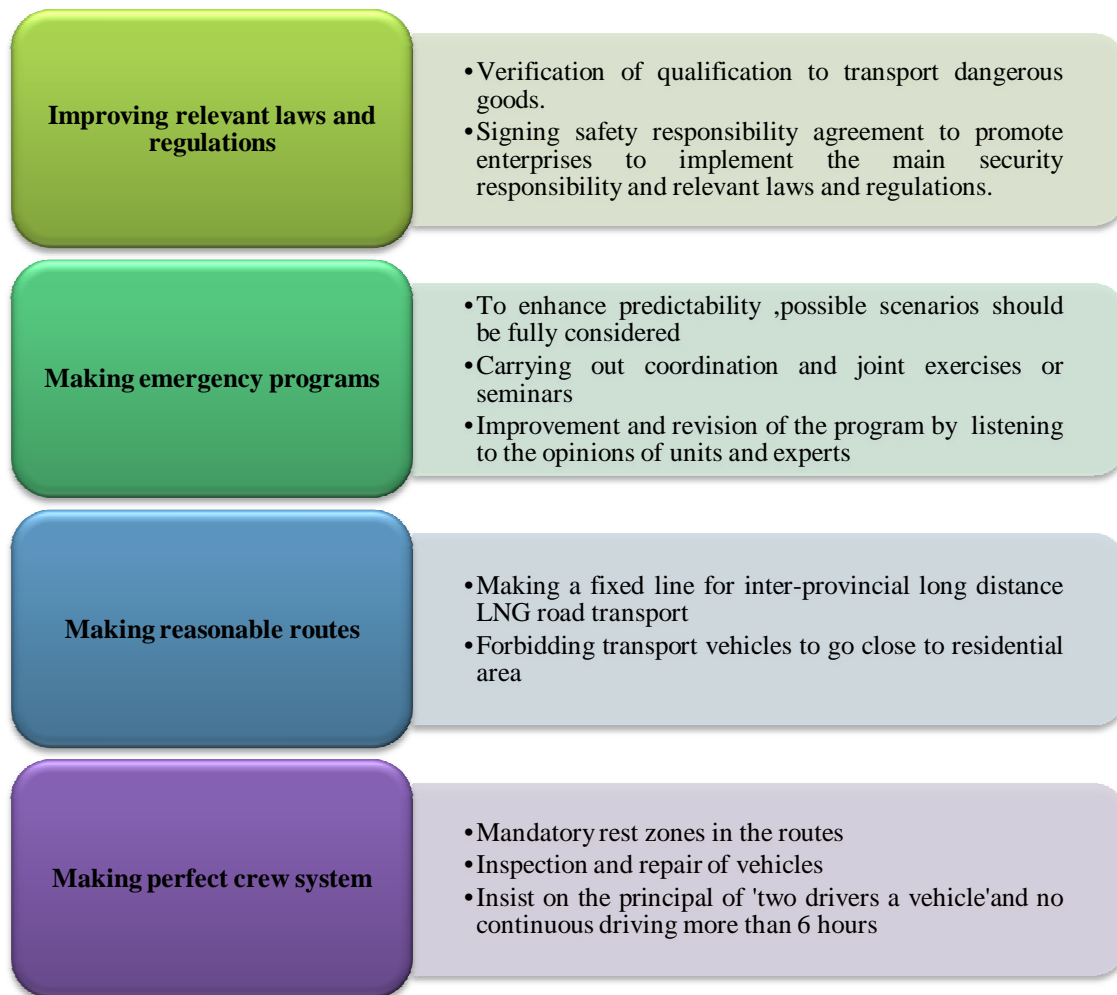 Improving relevant laws and
regulations
•Verification of qualification to transport dangerous
goods.
•Signing safety responsibility agreement to promote
enterprises to implement the main security
responsibility and relevant laws and regulations.
Making emergency programs
•To enhance predictability ,possible scenarios should
be fully considered
•Carrying out coordination and joint exercises or
seminars
•Improvement and revision of the program by listening
to the opinions of units and experts
Making reasonable routes
•Making a fixed line for inter-provincial long distance
LNG road transport
•Forbidding transport vehicles to go close to residential
area
Making perfect crew system
•Mandatory rest zones in the routes
•Inspection and repair of vehicles
•Insist on the principal of 'two drivers a vehicle'and no
continuous driving more than 6 hours